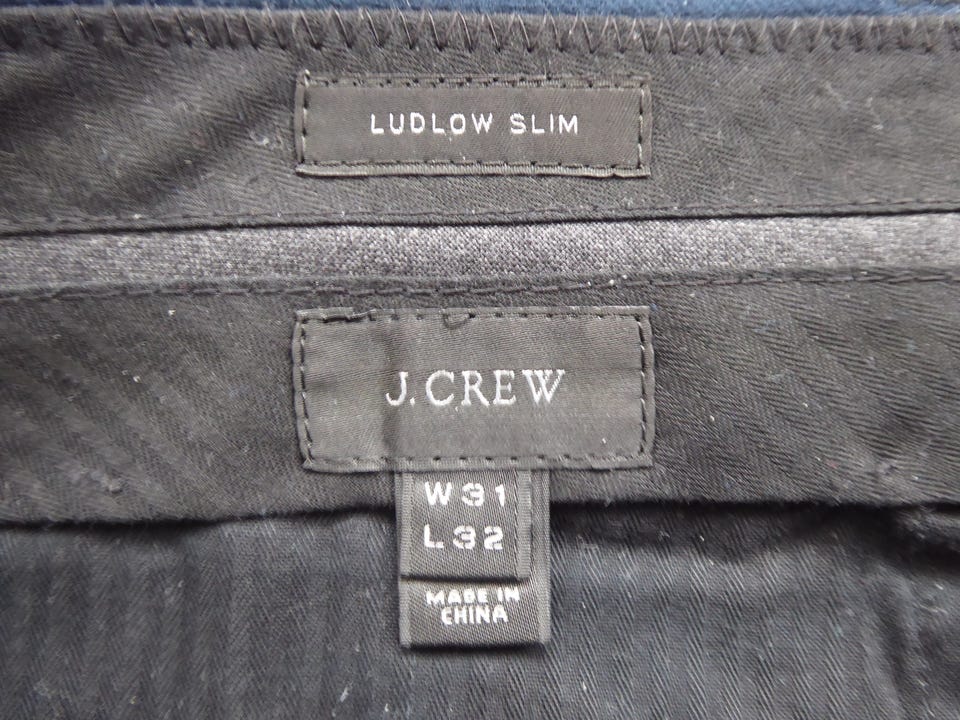 LUDLOW SLIM
J.CREW
W31
L32
MADE IN
CHINA